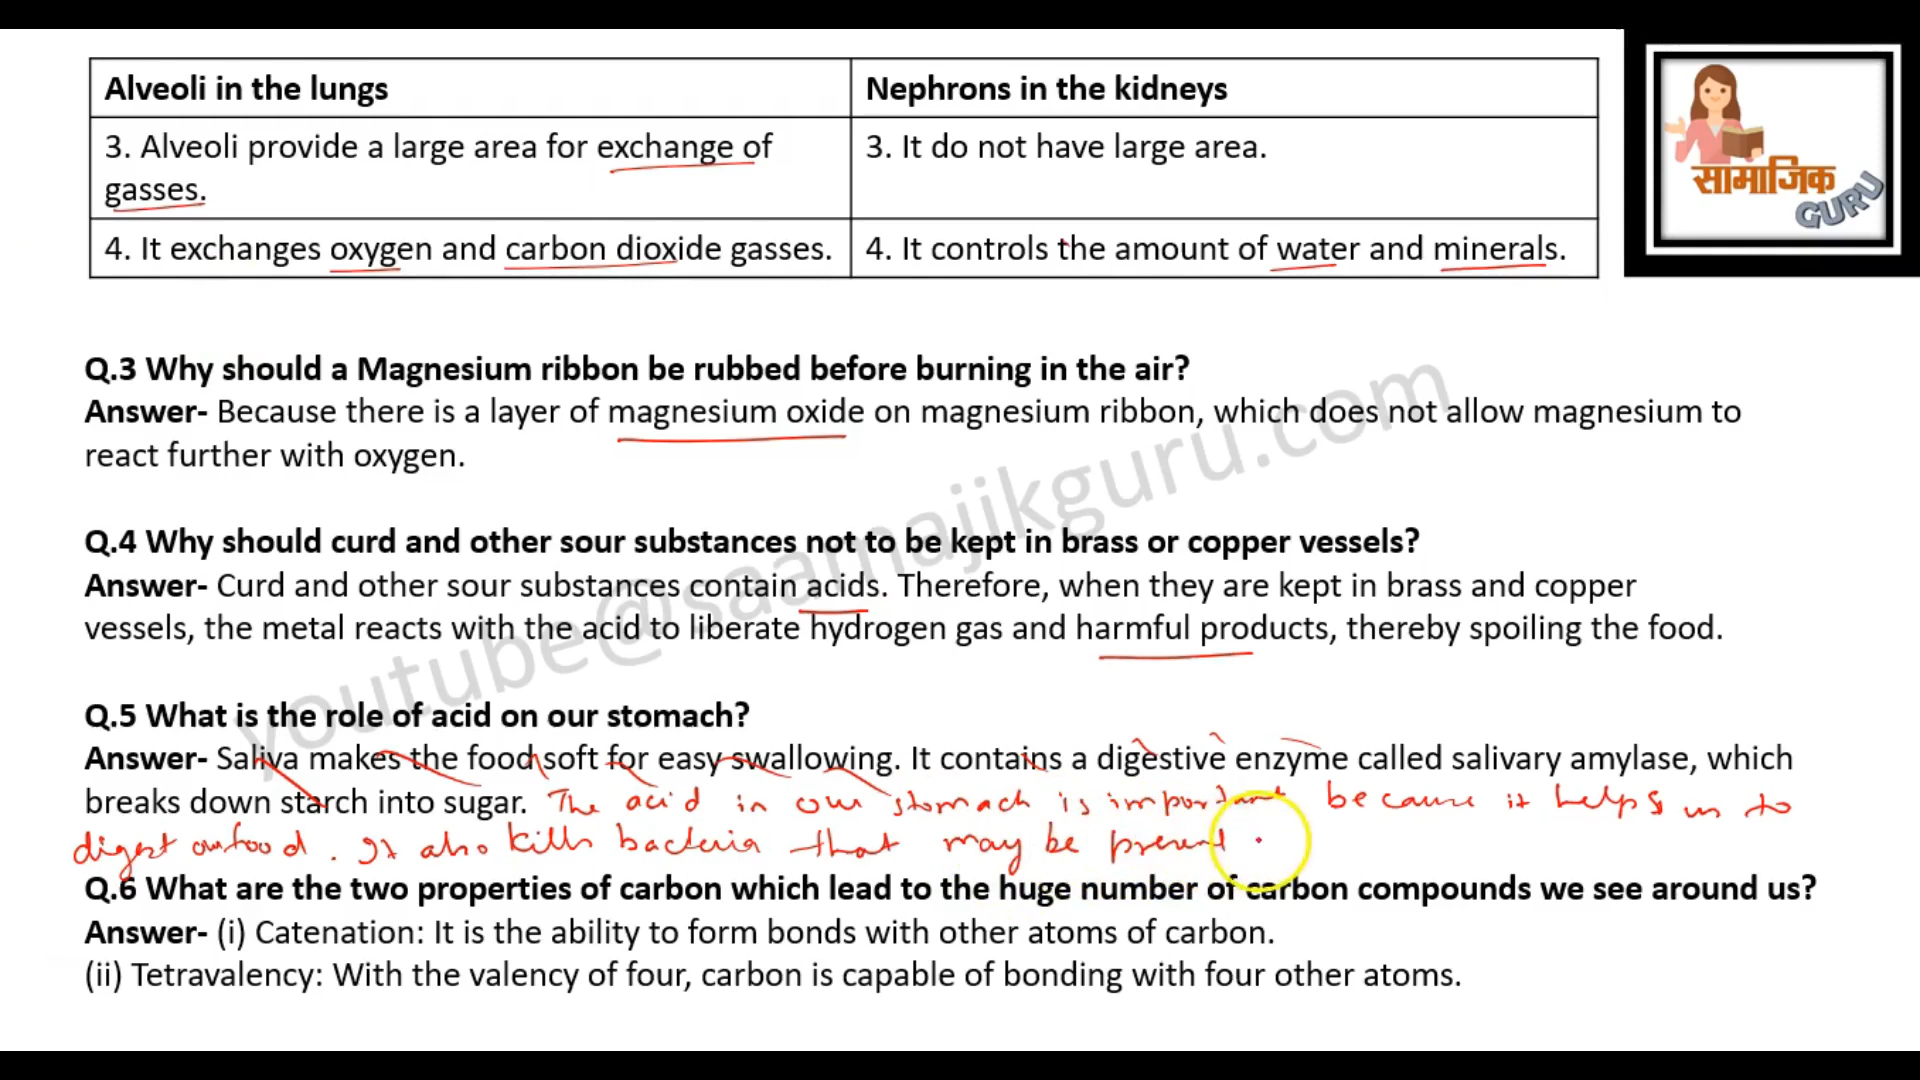 Alveoli in the lungs | Nephrons in the kidneys
3. Alveoli provide a large area for exchange of gasses. | 3. It do not have large area.
4. It exchanges oxygen and carbon dioxide gasses. | 4. It controls the amount of water and minerals.
सामाजिक
GURU
Q.3 Why should a Magnesium ribbon be rubbed before burning in the air?
Answer- Because there is a layer of magnesium oxide on magnesium ribbon, which does not allow magnesium to
react further with oxygen.
Q.4 Why should curd and other sour substances not to be kept in brass or copper vessels?
Answer- Curd and other sour substances contain acids. Therefore, when they are kept in brass and copper
vessels, the metal reacts with the acid to liberate hydrogen gas and harmful products, thereby spoiling the food.
Q.5 What is the role of acid on our stomach?
Answer- Saliva makes the food soft for easy swallowing. It contains a digestive enzyme called salivary amylase, which
breaks down starch into sugar. The acid in our stomach is important because it helps us to
digest our food. It also kills bacteria that may be present
Q.6 What are the two properties of carbon which lead to the huge number of carbon compounds we see around us?
Answer- (i) Catenation: It is the ability to form bonds with other atoms of carbon.
(ii) Tetravalency: With the valency of four, carbon is capable of bonding with four other atoms.
youtube@saamajikguru.com